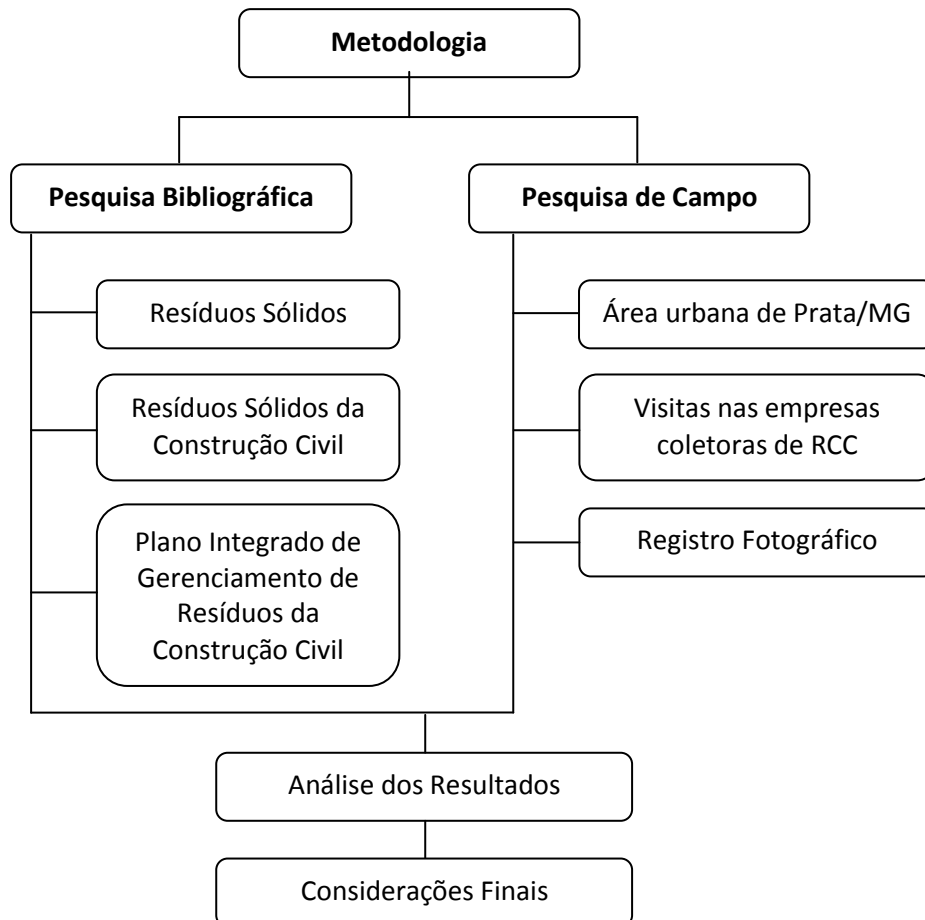 Metodologia
Pesquisa Bibliográfica
Resíduos Sólidos
Resíduos Sólidos da
Construção Civil
Plano Integrado de
Gerenciamento de
Resíduos da
Construção Civil
Pesquisa de Campo
Área urbana de Prata/MG
Visitas nas empresas
coletoras de RCC
Registro Fotográfico
Análise dos Resultados
Considerações Finais